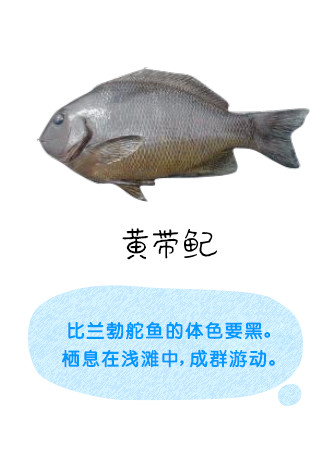 黄带鱾
比兰勃舵鱼的体色要黑。
栖息在浅滩中,成群游动。